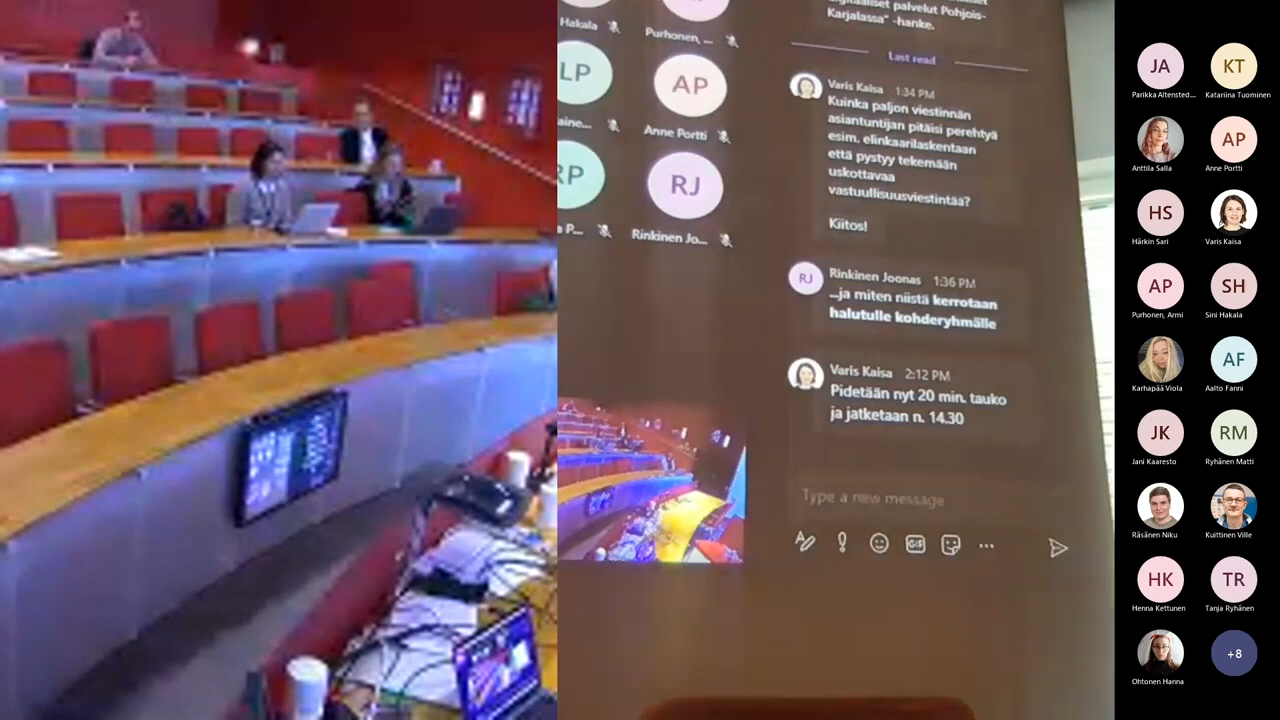 Hakala
Purhonen, ...
LP
AP
Anne Portti
RP
RJ
Rinkinen Jo...
digitaaliset palvelut Pohjois-
Karjalassa" -hanke.
Last read
Varis Kaisa 1:34 PM
Kuinka paljon viestinnän
asiantuntijan pitäisi perehtyä
esim. elinkaarilaskentaan
että pystyy tekemään
uskottavaa
vastuullisuusviestintää?
Kiitos!
RJ
Rinkinen Joonas 1:36 PM
...ja miten niistä kerrotaan
halutulle kohderyhmälle
Varis Kaisa 2:12 PM
Pidetään nyt 20 min. tauko
ja jatketaan n. 14.30
Type a new message
GIF
JA
KT
Parikka Altensted...
Katariina Tuominen
AP
Anttila Salla
Anne Portti
HS
Härkin Sari
Varis Kaisa
AP
SH
Purhonen, Armi
Sini Hakala
AF
Karhapää Viola
Aalto Fanni
JK
RM
Jani Kaaresto
Ryhänen Matti
Räsänen Niku
Kuittinen Ville
HK
TR
Henna Kettunen
Tanja Ryhänen
+8
Ohtonen Hanna